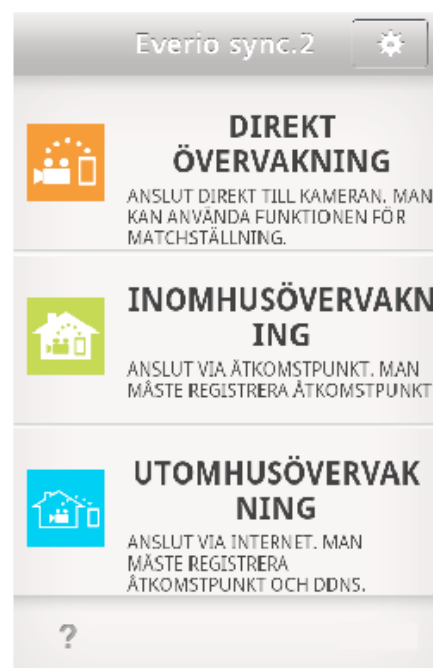 Everio sync.2
DIREKT
ÖVERVAKNING
ANSLUT DIREKT TILL KAMERAN. MAN
KAN ANVÄNDA FUNKTIONEN FÖR
MATCHSTÄLLNING.
INOMHUSÖVERVAKN
ING
ANSLUT VIA ÅTKOMSTPUNKT. MAN
MÅSTE REGISTRERA ÅTKOMSTPUNKT
UTOMHUSÖVERVAK
NING
ANSLUT VIA INTERNET. MAN
MÅSTE REGISTRERA
ÅTKOMSTPUNKT OCH DDNS.
?